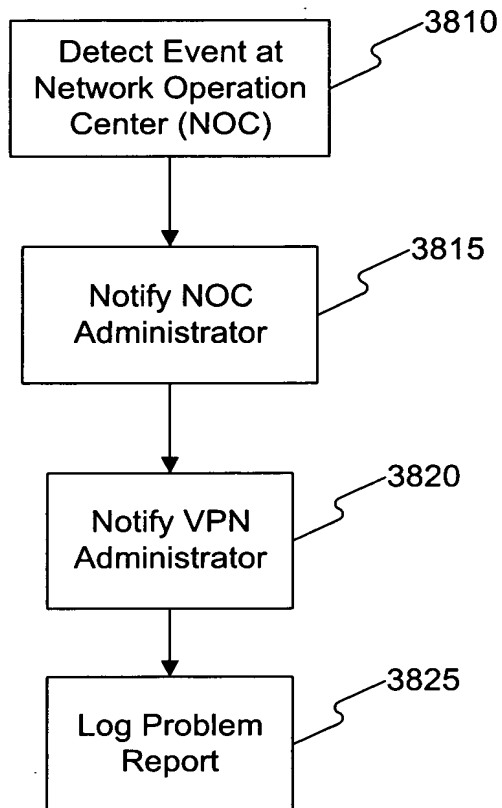 Detect Event at
Network Operation
Center (NOC)
3810
Notify NOC
Administrator
3815
Notify VPN
Administrator
3820
Log Problem
Report
3825